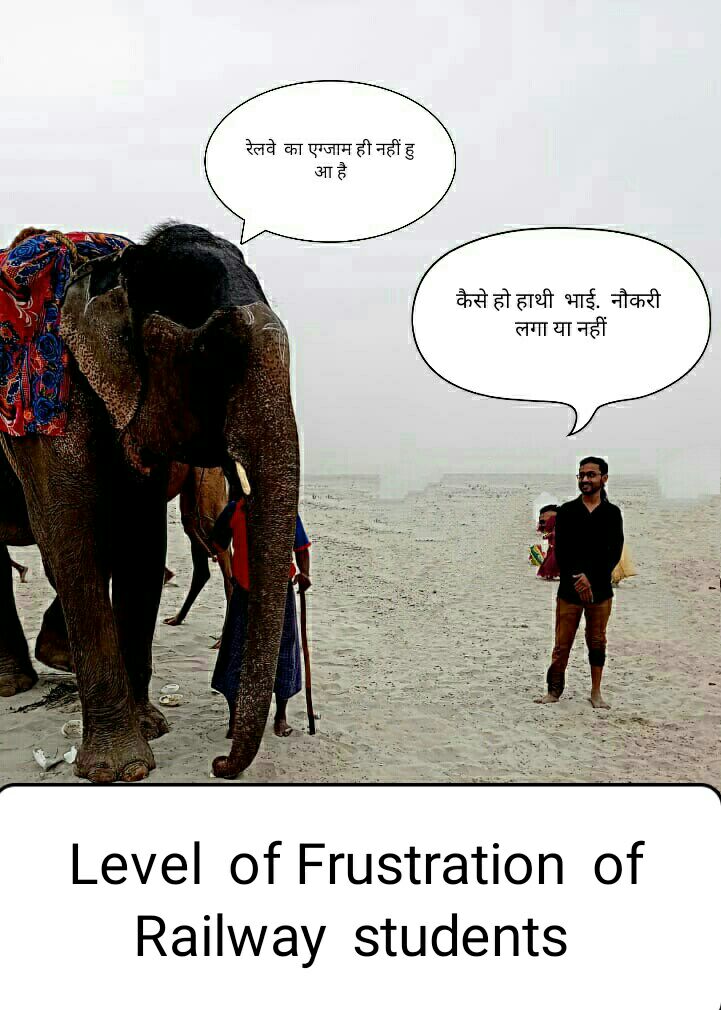 रेलवे का एग्जाम ही नहीं हु
आ है
कैसे हो हाथी भाई. नौकरी
लगा या नहीं
Level of Frustration of
Railway students